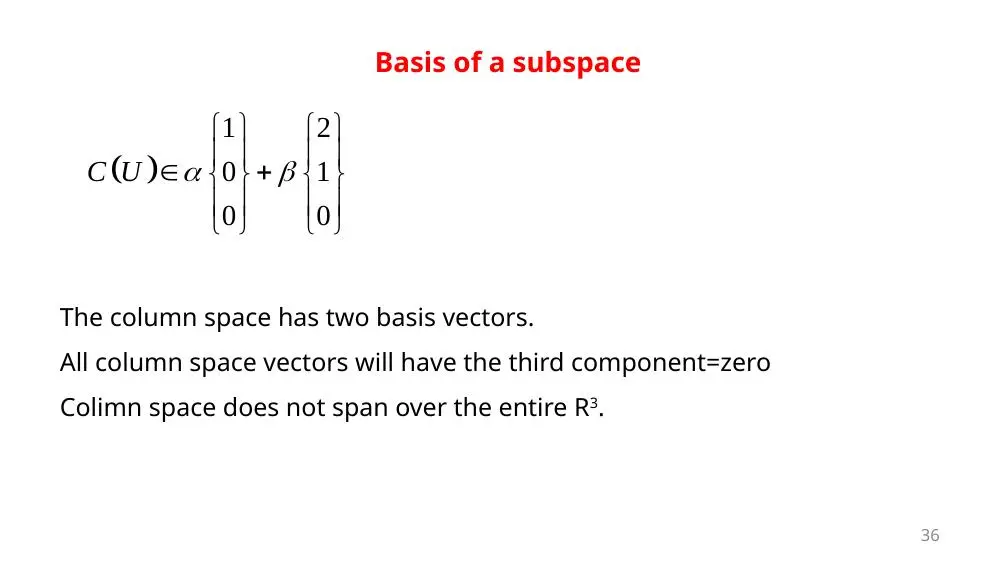 Basis of a subspace
C(U)∈α{1 0 0}+β{2 1 0}
The column space has two basis vectors.
All column space vectors will have the third component=zero
Colimn space does not span over the entire R³.
36